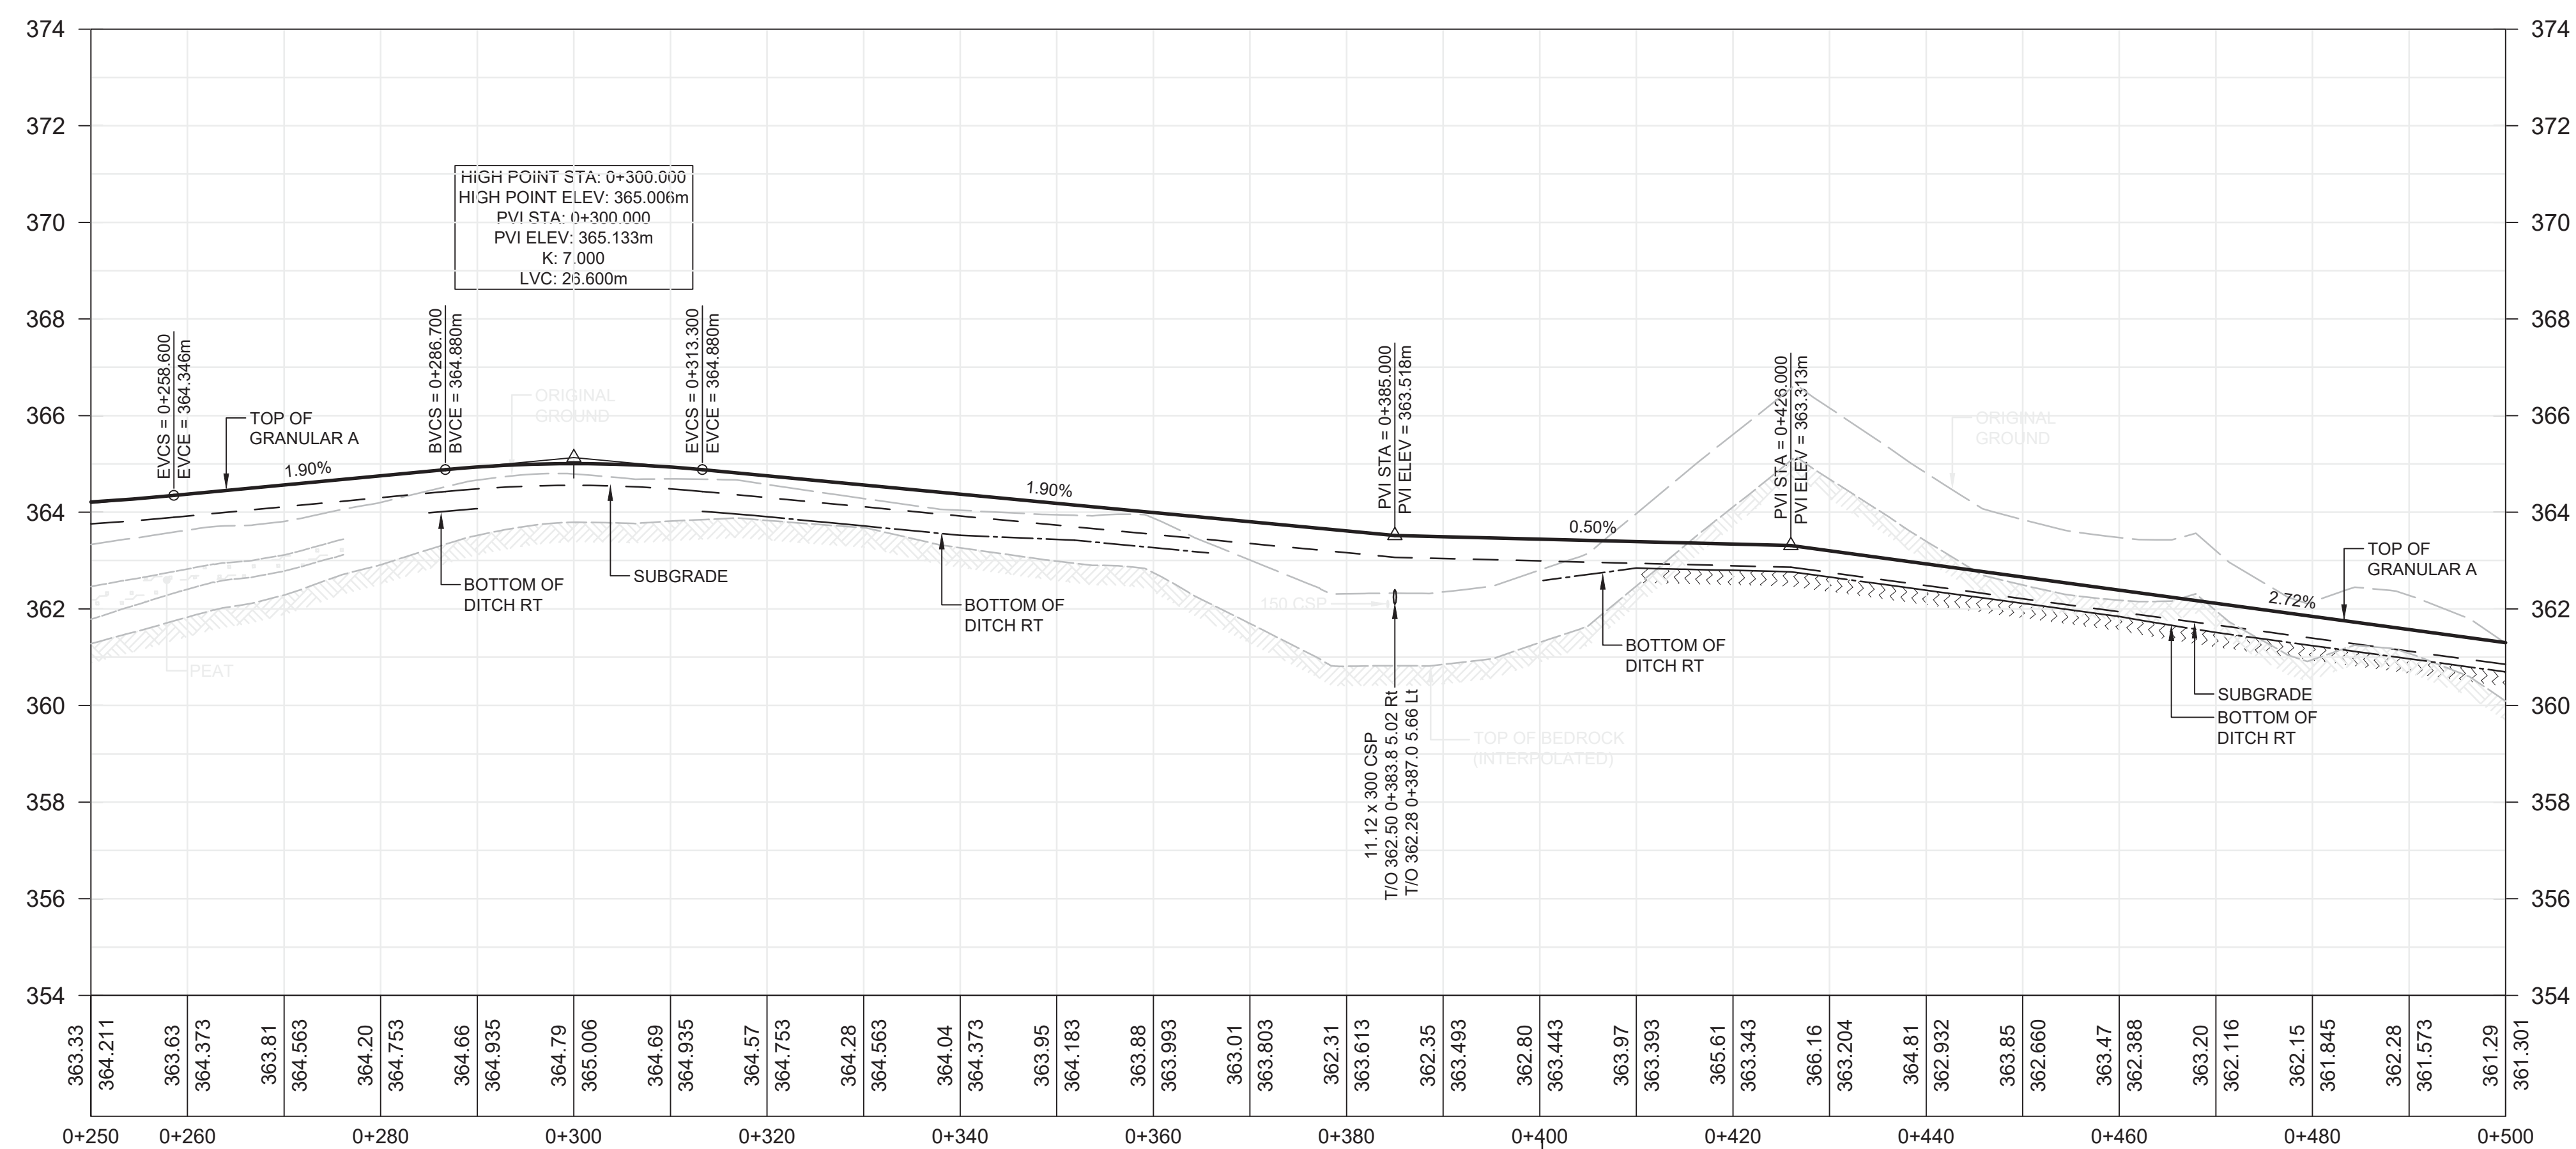 374
374
372
372
370
370
368
368
366
366
364
364
362
362
360
360
358
358
356
356
354
354
HIGH POINT STA: 0+300.000
HIGH POINT ELEV: 365.006m
PVI STA: 0+300.000
PVI ELEV: 365.133m
K: 7.000
LVC: 26.600m
EVCS = 0+258.600
EVCE = 364.346m
TOP OF
GRANULAR A
1.90%
BVCS = 0+286.700
BVCE = 364.880m
ORIGINAL
GROUND
EVCS = 0+313.300
EVCE = 364.880m
1.90%
PVI STA = 0+385.000
PVI ELEV = 363.518m
0.50%
PVI STA = 0+426.000
PVI ELEV = 363.313m
ORIGINAL
GROUND
TOP OF
GRANULAR A
2.72%
PEAT
BOTTOM OF
DITCH RT
SUBGRADE
BOTTOM OF
DITCH RT
150 CSP
11.12 x 300 CSP
T/O 362.50 0+383.8 5.02 Rt
T/O 362.28 0+387.0 5.66 Lt
TOP OF BEDROCK
(INTERPOLATED)
BOTTOM OF
DITCH RT
SUBGRADE
BOTTOM OF
DITCH RT
363.33
364.211
363.63
364.373
363.81
364.563
364.20
364.753
364.66
364.935
364.79
365.006
364.69
364.935
364.57
364.753
364.28
364.563
364.04
364.373
363.95
364.183
363.88
363.993
363.01
363.803
362.31
363.613
362.35
363.493
362.80
363.443
363.97
363.393
365.61
363.343
366.16
363.204
364.81
362.932
363.85
362.660
363.47
362.388
363.20
362.116
362.15
361.845
362.28
361.573
361.29
361.301
0+250
0+260
0+280
0+300
0+320
0+340
0+360
0+380
0+400
0+420
0+440
0+460
0+480
0+500